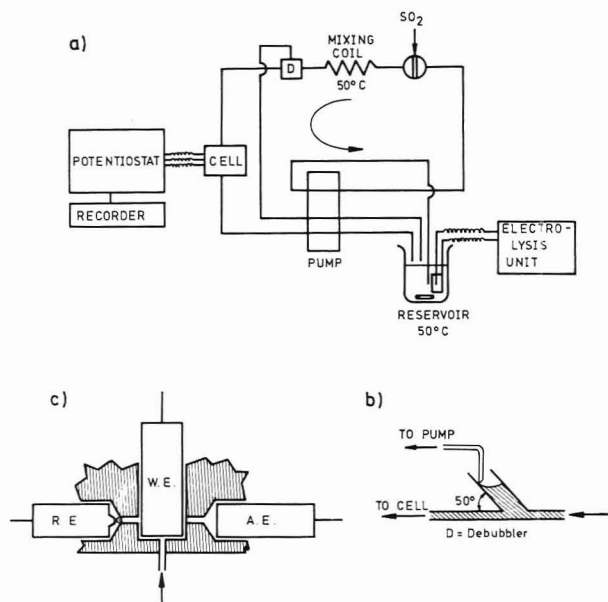 a)
SO2
MIXING
COIL
50°C
D
POTENTIOSTAT
CELL
RECORDER
PUMP
ELECTRO-
LYSIS
UNIT
RESERVOIR
50°C
c)
W.E.
R E
A.E.
b)
TO PUMP
50°
TO CELL
D = Debubbler